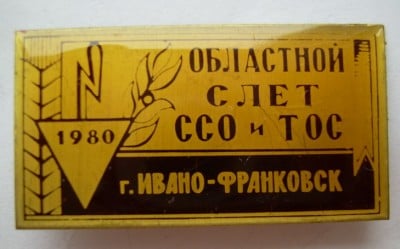 ОБЛАСТНОЙ
СЛЕТ
ССО и ТОС
1980
г. ИВАНО-ФРАНКОВСК